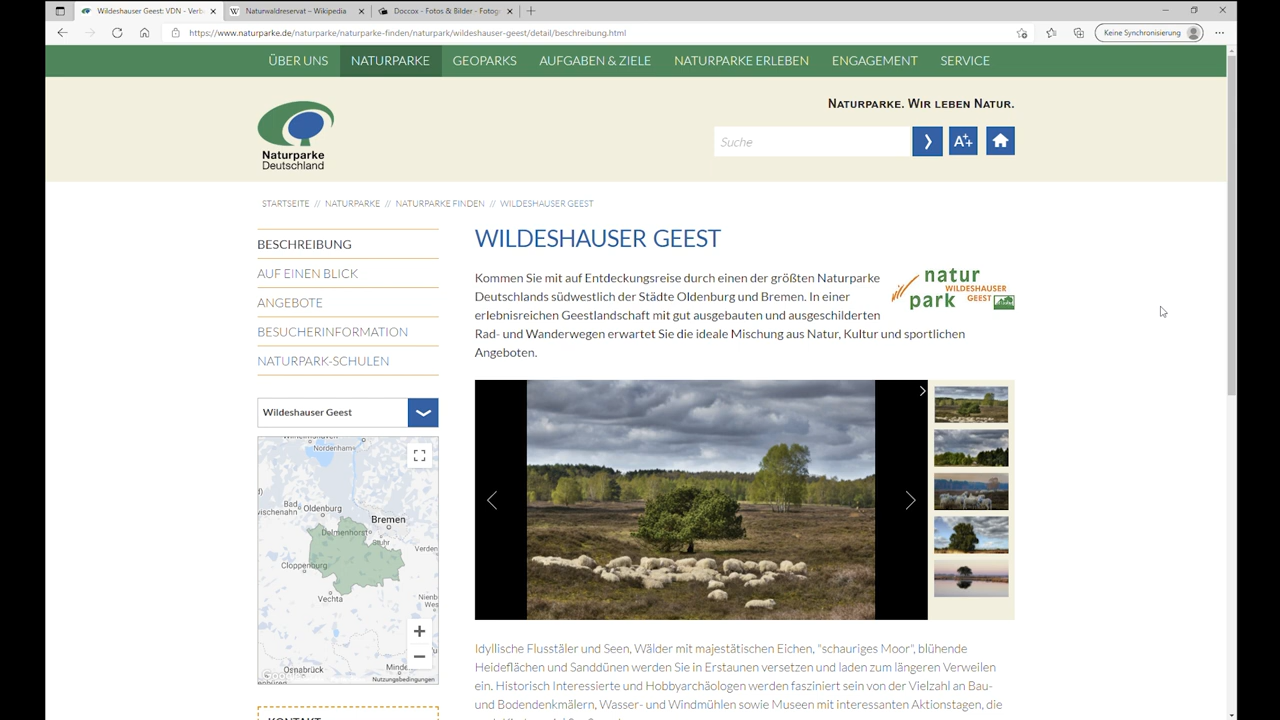 Wildeshauser Geest: VDN - Verb
Naturwaldreservat – Wikipedia
Doccox - Fotos & Bilder - Fotog
https://www.naturparke.de/naturparke/naturparke-finden/naturpark/wildeshauser-geest/detail/beschreibung.html
Keine Synchronisierung
ÜBER UNS NATURPARKE GEOPARKS AUFGABEN & ZIELE NATURPARKE ERLEBEN ENGAGEMENT SERVICE
NATURPARKE. WIR LEBEN NATUR.
Naturparke
Deutschland
Suche
A++
STARTSEITE // NATURPARKE // NATURPARKE FINDEN // WILDESHAUSER GEEST
BESCHREIBUNG
AUF EINEN BLICK
ANGEBOTE
BESUCHERINFORMATION
NATURPARK-SCHULEN
Wildeshauser Geest
Wilhelmshaven
Nordenham
Bad
Zwischenahn
Oldenburg
Bremen
Delmenhorst
Stuhr
Verden
Cloppenburg
Vechta
Nienb
Osnabrück
Minde
Nutzungsbedingungen
KONTAKT
WILDESHAUSER GEEST
natur
WILDESHAUSER
park GEEST
Kommen Sie mit auf Entdeckungsreise durch einen der größten Naturparke
Deutschlands südwestlich der Städte Oldenburg und Bremen. In einer
erlebnisreichen Geestlandschaft mit gut ausgebauten und ausgeschilderten
Rad- und Wanderwegen erwartet Sie die ideale Mischung aus Natur, Kultur und sportlichen
Angeboten.
Idyllische Flusstäler und Seen, Wälder mit majestätischen Eichen, "schauriges Moor", blühende
Heideflächen und Sanddünen werden Sie in Erstaunen versetzen und laden zum längeren Verweilen
ein. Historisch Interessierte und Hobbyarchäologen werden fasziniert sein von der Vielzahl an Bau-
und Bodendenkmälern, Wasser- und Windmühlen sowie Museen mit interessanten Aktionstagen, die